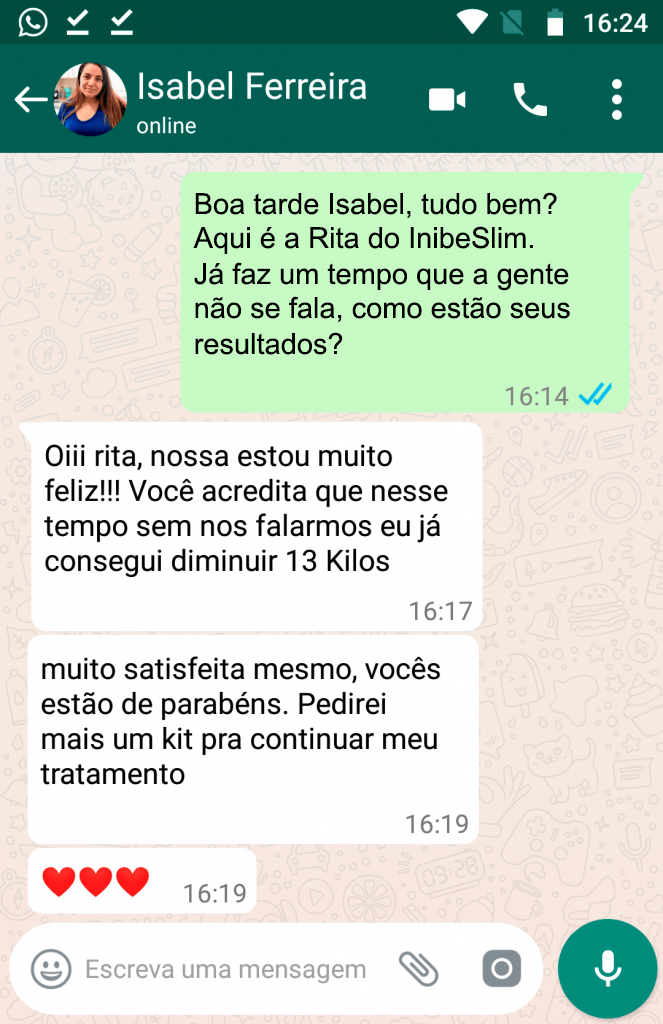 16:24
Isabel Ferreira
online
Boa tarde Isabel, tudo bem?
Aqui é a Rita do InibeSlim.
Já faz um tempo que a gente
não se fala, como estão seus
resultados?
16:14
Oiii rita, nossa estou muito
feliz!!! Você acredita que nesse
tempo sem nos falarmos eu já
consegui diminuir 13 Kilos
16:17
muito satisfeita mesmo, vocês
estão de parabéns. Pedirei
mais um kit pra continuar meu
tratamento
16:19
❤❤❤ 16:19
Escreva uma mensagem